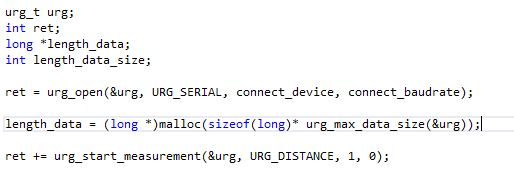 urg_t urg;
int ret;
long *length_data;
int length_data_size;
ret = urg_open(&urg, URG_SERIAL, connect_device, connect_baudrate);
length_data = (long *)malloc(sizeof(long)* urg_max_data_size(&urg));
ret += urg_start_measurement(&urg, URG_DISTANCE, 1, 0);